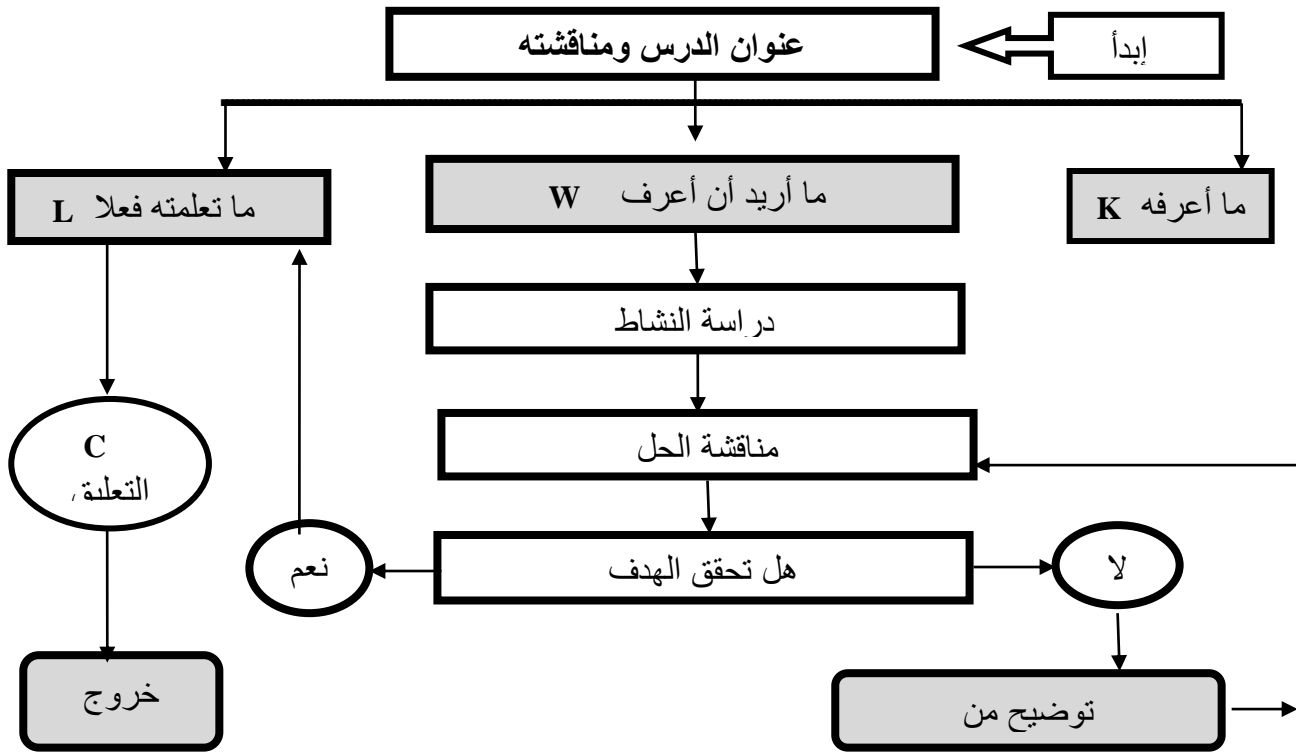 إبدأ
عنوان الدرس ومناقشته
ما أعرفه K
ما أريد أن أعرف W
ما تعلمته فعلا L
دراسة النشاط
مناقشة الحل
C
التعليق
هل تحقق الهدف
نعم
لا
توضيح من
خروج